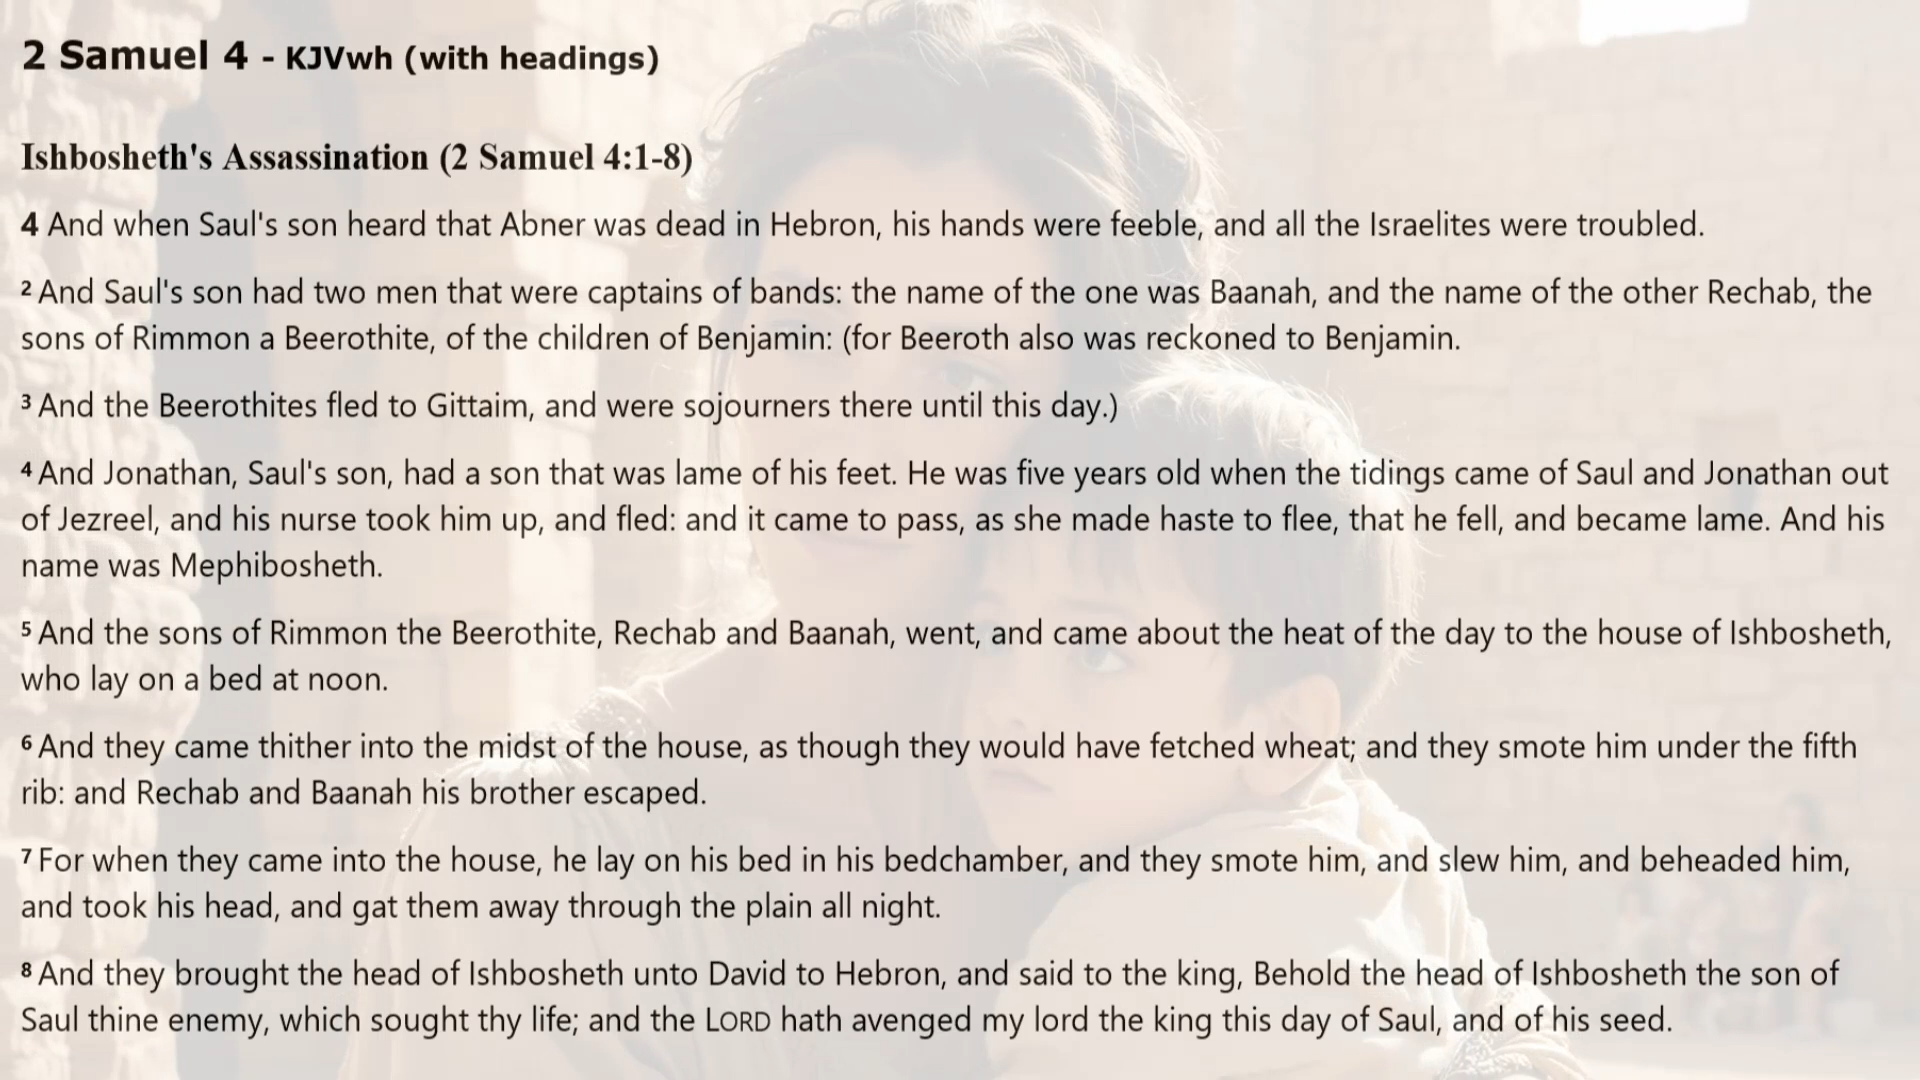 2 Samuel 4 - KJVwh (with headings)
Ishbosheth's Assassination (2 Samuel 4:1-8)
4 And when Saul's son heard that Abner was dead in Hebron, his hands were feeble, and all the Israelites were troubled.
2 And Saul's son had two men that were captains of bands: the name of the one was Baanah, and the name of the other Rechab, the
sons of Rimmon a Beerothite, of the children of Benjamin: (for Beeroth also was reckoned to Benjamin.
3 And the Beerothites fled to Gittaim, and were sojourners there until this day.)
4 And Jonathan, Saul's son, had a son that was lame of his feet. He was five years old when the tidings came of Saul and Jonathan out
of Jezreel, and his nurse took him up, and fled: and it came to pass, as she made haste to flee, that he fell, and became lame. And his
name was Mephibosheth.
5 And the sons of Rimmon the Beerothite, Rechab and Baanah, went, and came about the heat of the day to the house of Ishbosheth,
who lay on a bed at noon.
6 And they came thither into the midst of the house, as though they would have fetched wheat; and they smote him under the fifth
rib: and Rechab and Baanah his brother escaped.
7 For when they came into the house, he lay on his bed in his bedchamber, and they smote him, and slew him, and beheaded him,
and took his head, and gat them away through the plain all night.
8 And they brought the head of Ishbosheth unto David to Hebron, and said to the king, Behold the head of Ishbosheth the son of
Saul thine enemy, which sought thy life; and the LORD hath avenged my lord the king this day of Saul, and of his seed.